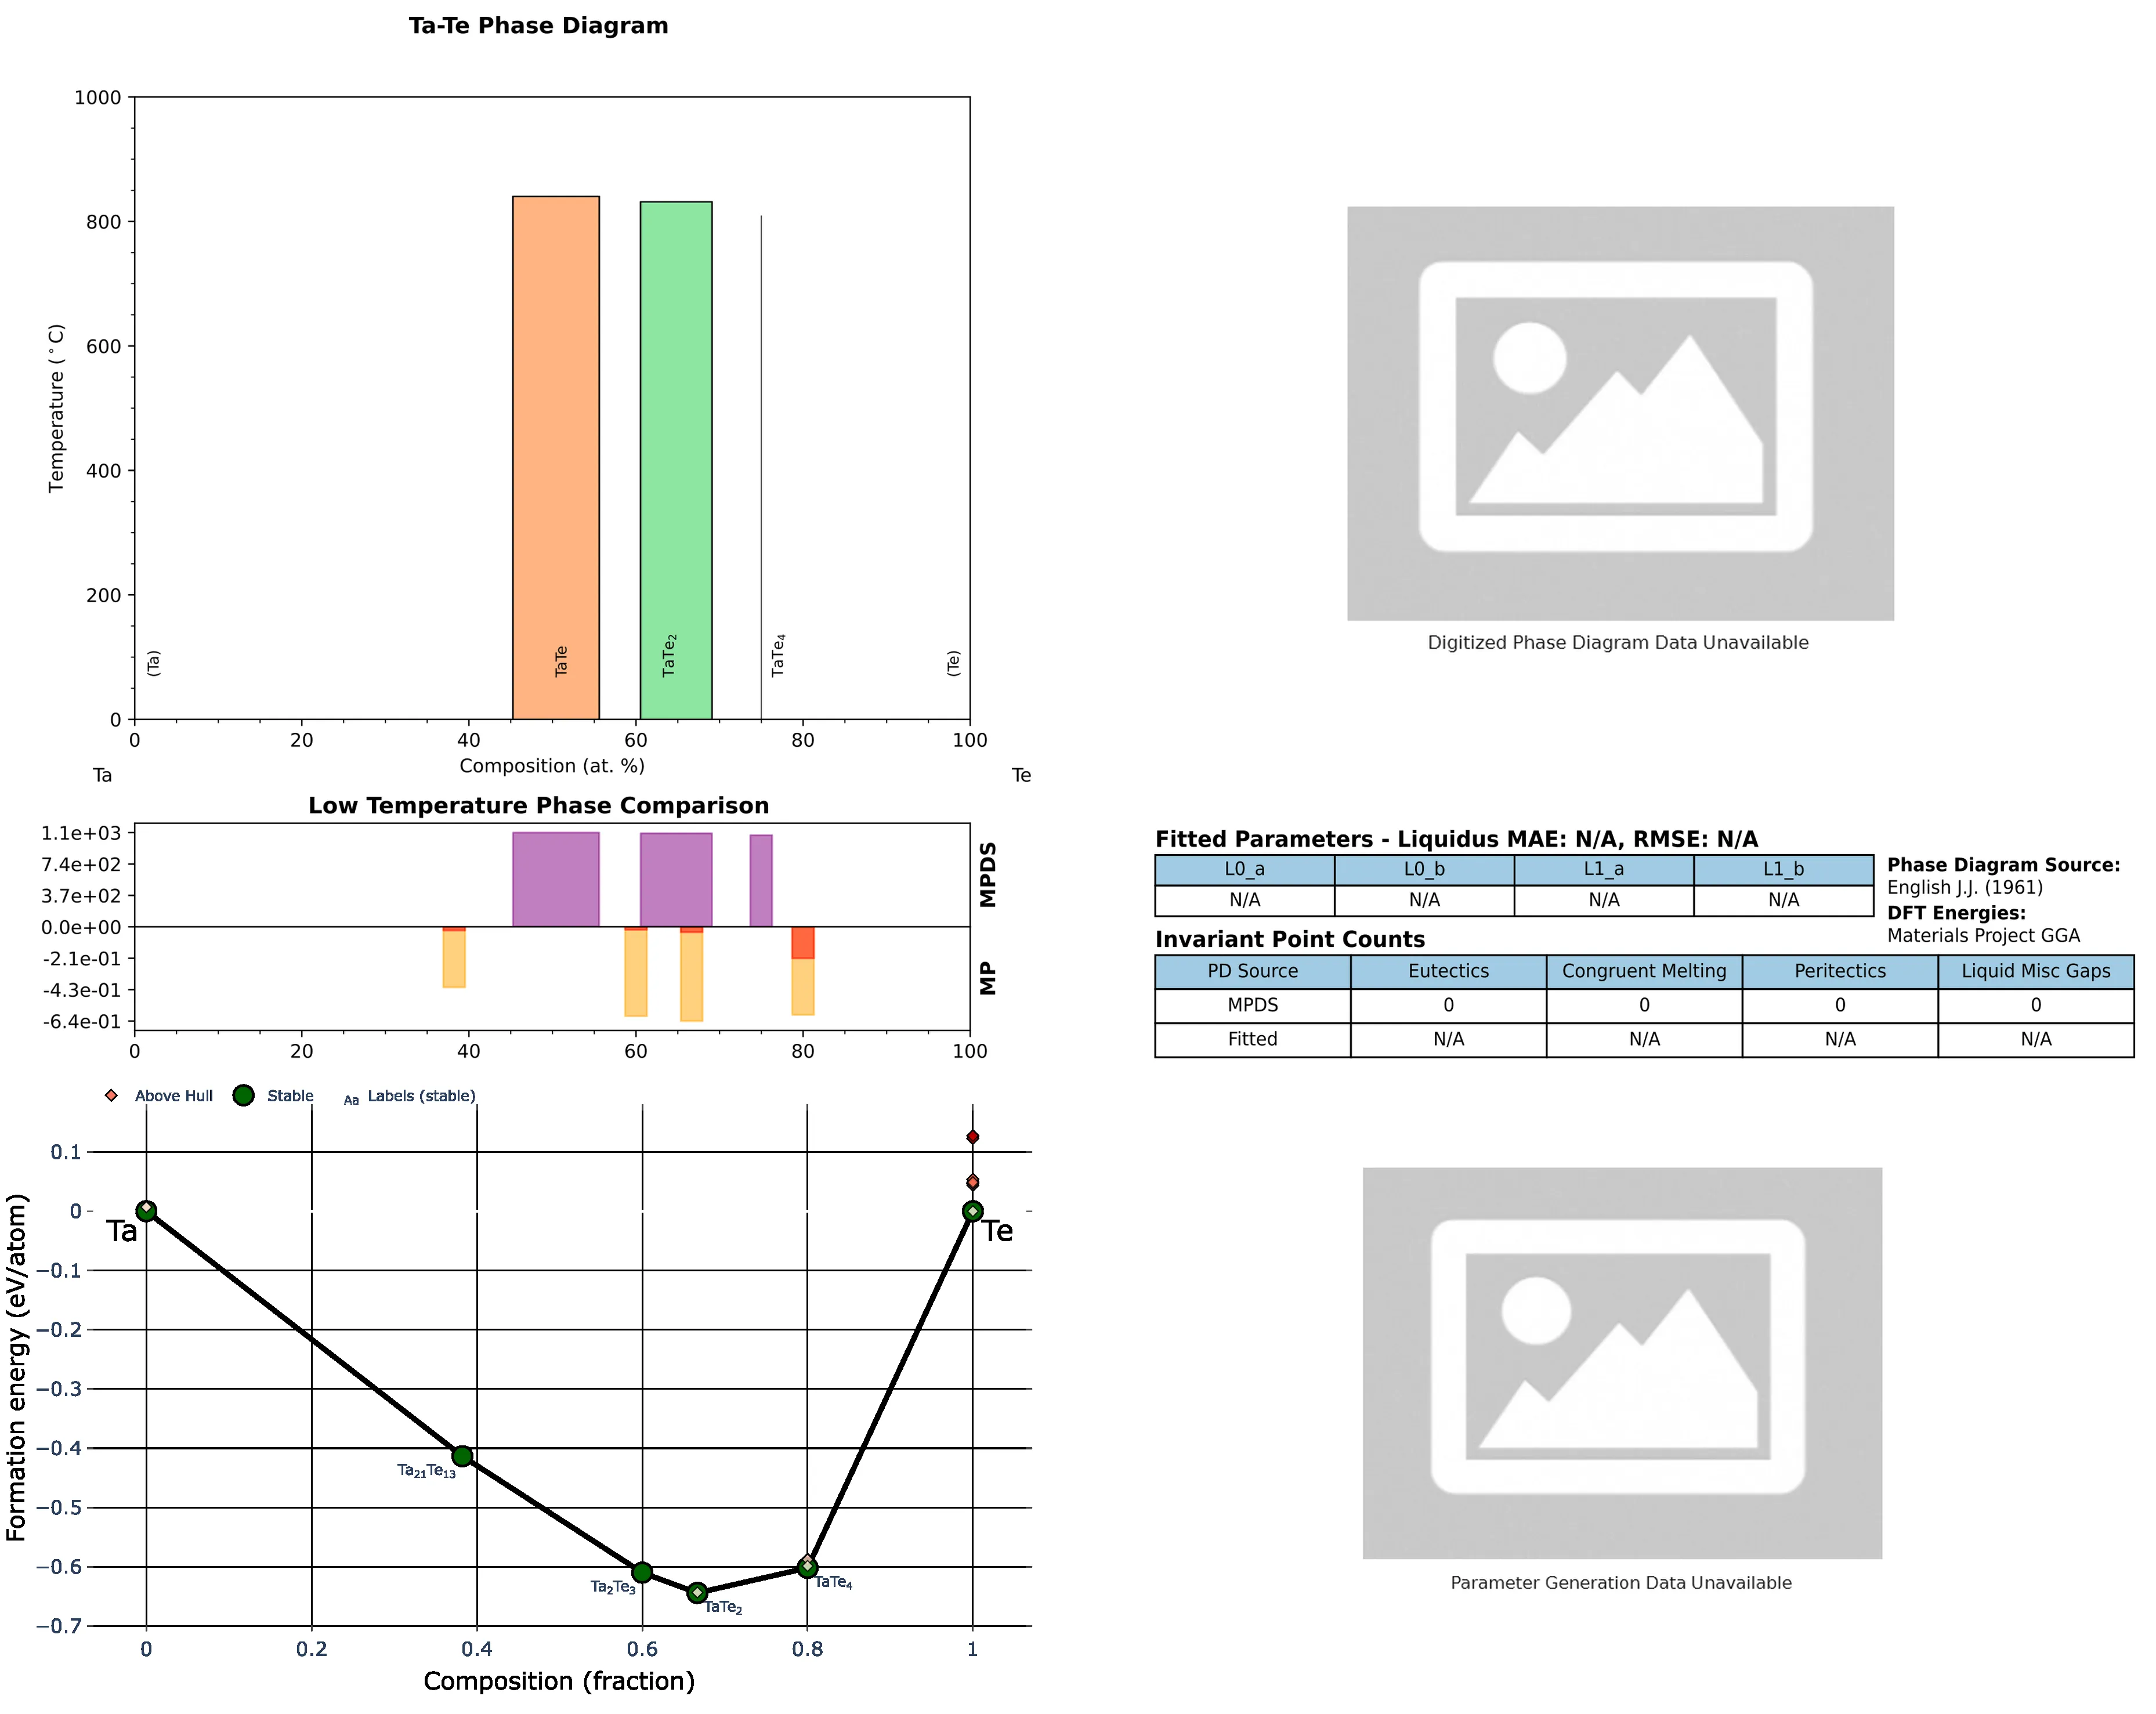 Ta-Te Phase Diagram
1000
800
600
400
200
0
Temperature (°C)
(Ta)
TaTe
TaTe₂
TaTe₄
(Te)
0 20 40 60 80 100
Composition (at. %)
Ta Te
Digitized Phase Diagram Data Unavailable
Low Temperature Phase Comparison
1.1e+03
7.4e+02
3.7e+02
0.0e+00
-2.1e-01
-4.3e-01
-6.4e-01
MPDS
MP
0 20 40 60 80 100
Fitted Parameters - Liquidus MAE: N/A, RMSE: N/A
L0_a L0_b L1_a L1_b
N/A N/A N/A N/A
Phase Diagram Source:
English J.J. (1961)
DFT Energies:
Materials Project GGA
Invariant Point Counts
PD Source Eutectics Congruent Melting Peritectics Liquid Misc Gaps
MPDS 0 0 0 0
Fitted N/A N/A N/A N/A
Above Hull Stable Aa Labels (stable)
0.1
0
−0.1
−0.2
−0.3
−0.4
−0.5
−0.6
−0.7
Formation energy (eV/atom)
Ta
Te
Ta₂₁Te₁₃
Ta₂Te₃
TaTe₂
TaTe₄
0 0.2 0.4 0.6 0.8 1
Composition (fraction)
Parameter Generation Data Unavailable